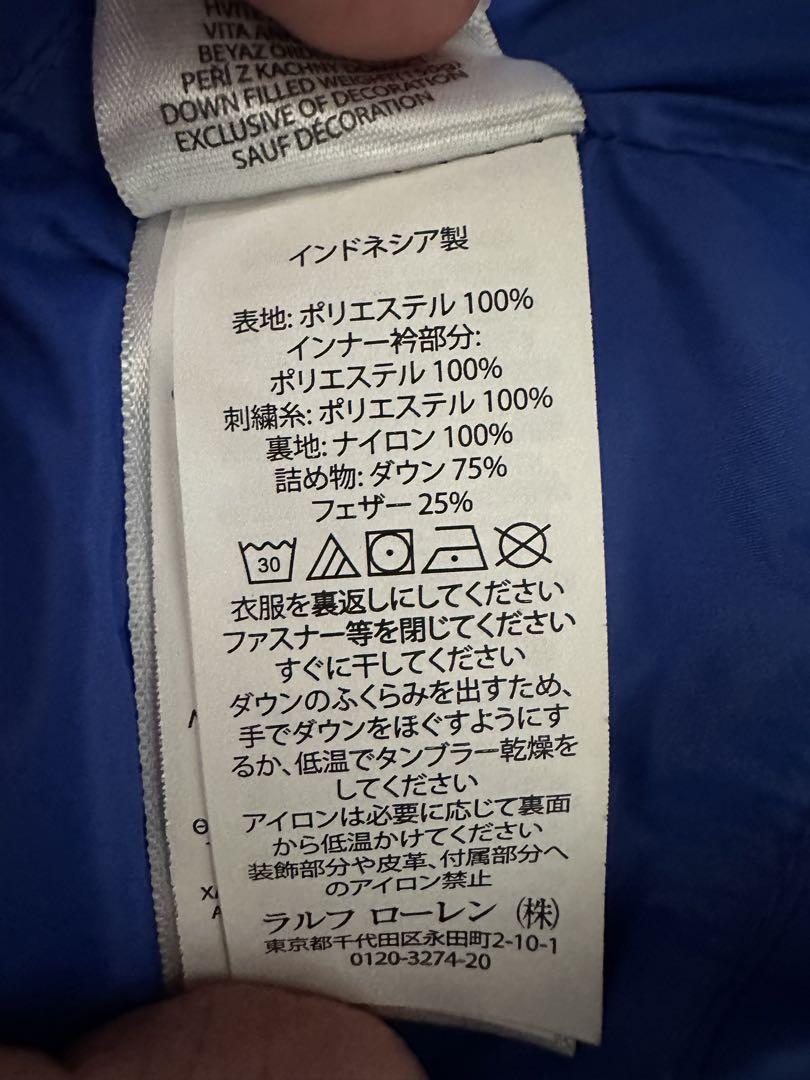 VITA
BEYAZ
PEŘÍ Z KACHNY
DOWN FILLED WEIGHT
EXCLUSIVE OF DECORATION
SAUF DÉCORATION
インドネシア製
表地: ポリエステル 100%
インナー衿部分:
ポリエステル 100%
刺繍糸: ポリエステル 100%
裏地: ナイロン 100%
詰め物: ダウン 75%
フェザー 25%
30
衣服を裏返しにしてください
ファスナー等を閉じてください
すぐに干してください
ダウンのふくらみを出すため、
手でダウンをほぐすようにす
るか、低温でタンブラー乾燥を
してください
アイロンは必要に応じて裏面
から低温かけてください
装飾部分や皮革、付属部分へ
のアイロン禁止
ラルフ ローレン (株)
東京都千代田区永田町2-10-1
0120-3274-20